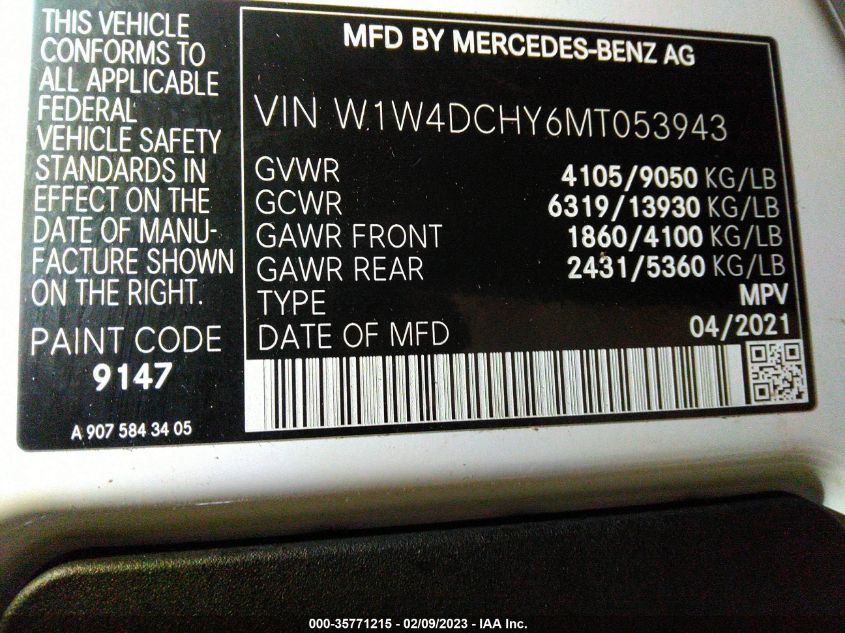 THIS VEHICLE
CONFORMS TO
ALL APPLICABLE
FEDERAL
VEHICLE SAFETY
STANDARDS IN
EFFECT ON THE
DATE OF MANU-
FACTURE SHOWN
ON THE RIGHT.
PAINT CODE
9147
A 907 584 34 05
MFD BY MERCEDES-BENZ AG
VIN W1W4DCHY6MT053943
GVWR 4105/9050 KG/LB
GCWR 6319/13930 KG/LB
GAWR FRONT 1860/4100 KG/LB
GAWR REAR 2431/5360 KG/LB
TYPE MPV
DATE OF MFD 04/2021
000-35771215 - 02/09/2023 - IAA Inc.